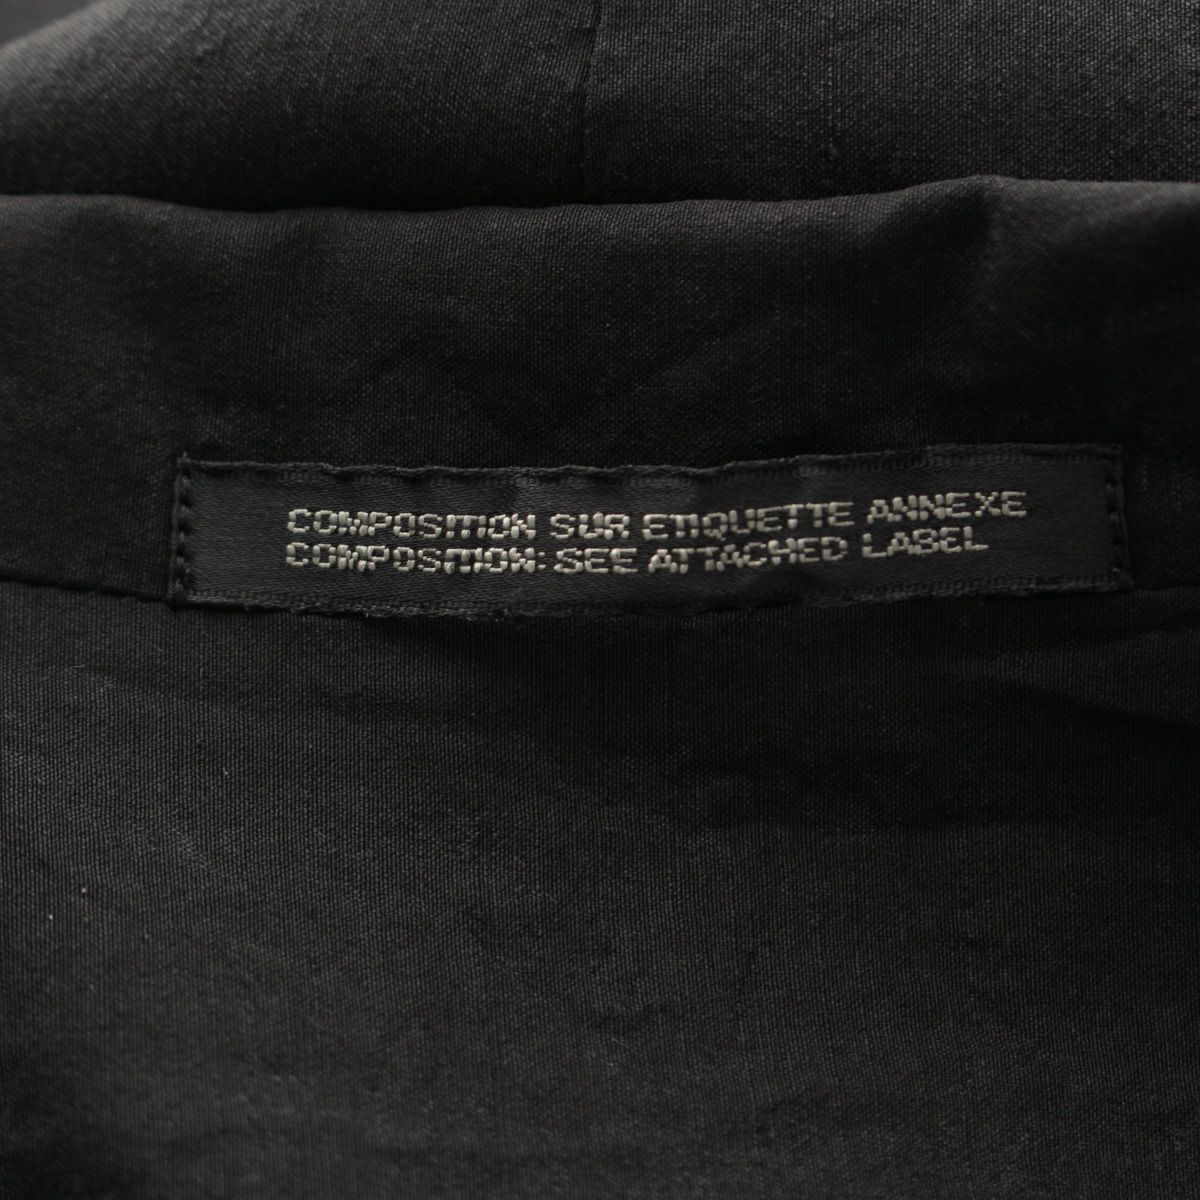 COMPOSITION SUR ETIQUETTE ANNEXE
COMPOSITION: SEE ATTACHED LABEL